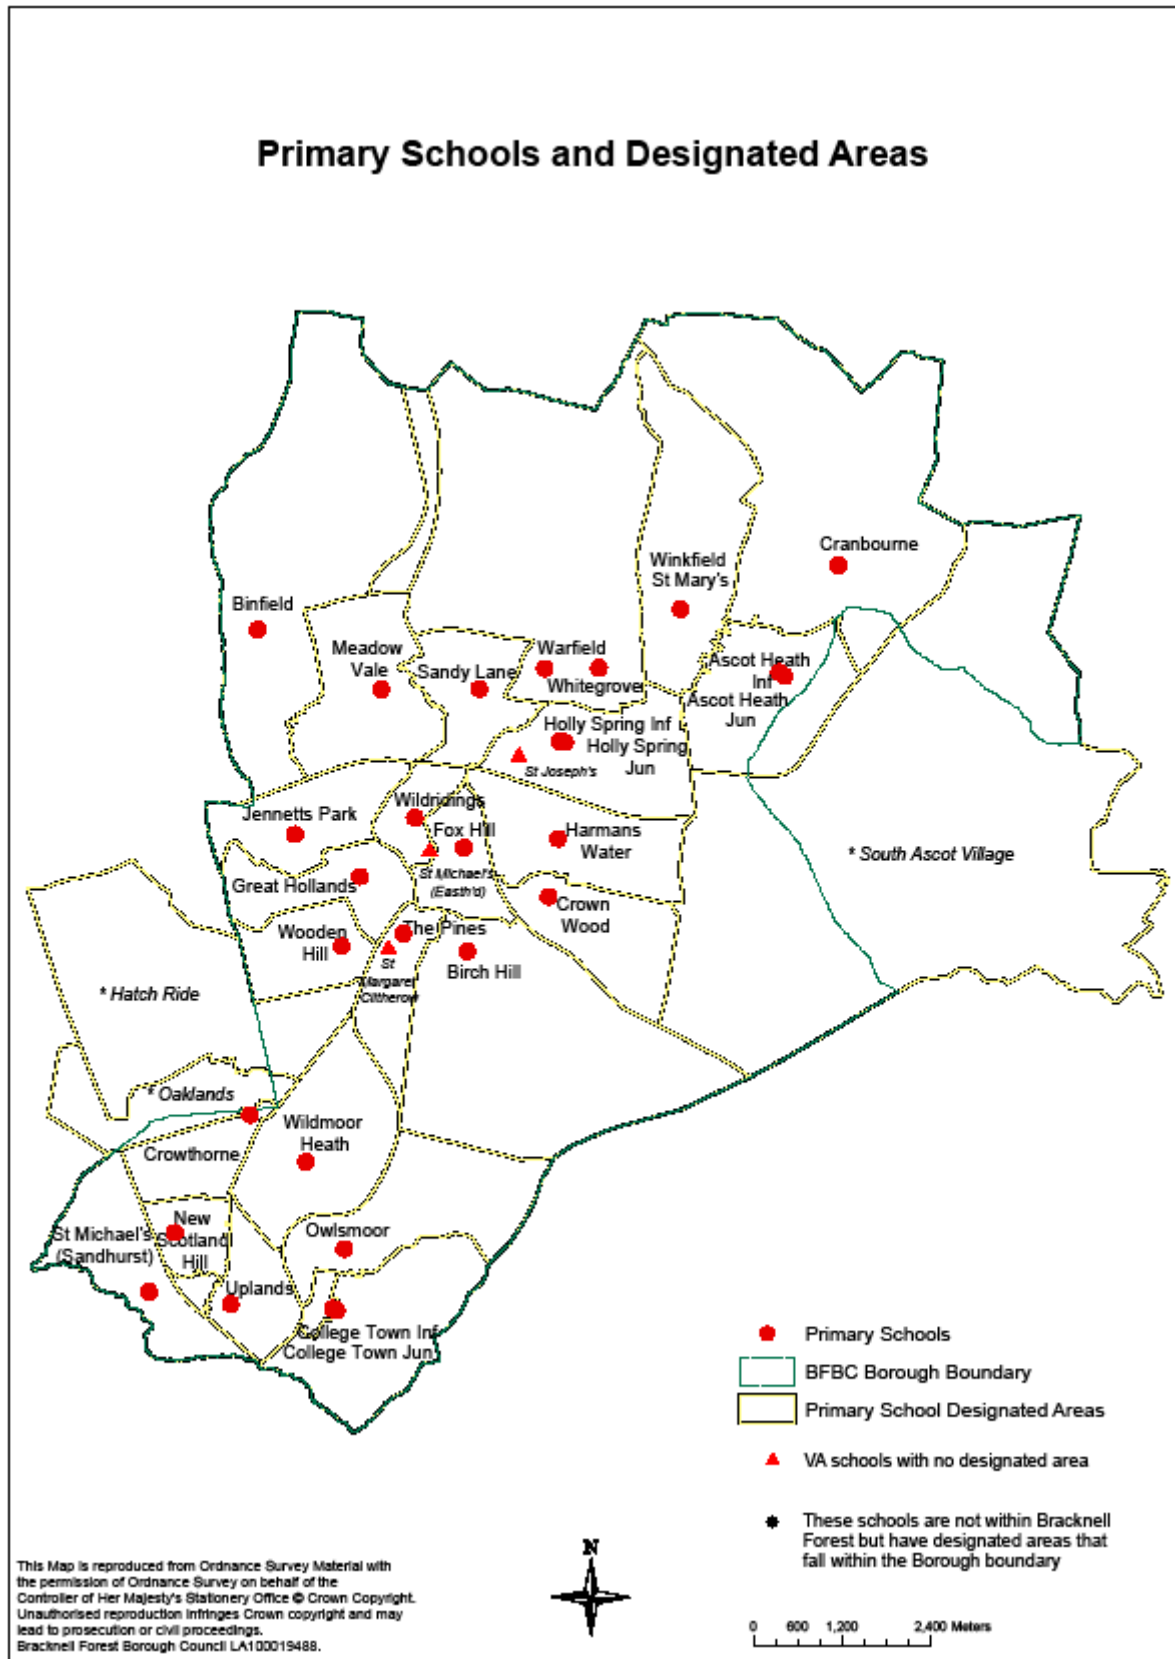 Primary Schools and Designated Areas
Cranbourne
Winkfield
St Mary's
Binfield
Meadow
Vale
Sandy Lane
Warfield
Whitegrove
Ascot Heath
Inf
Ascot Heath
Jun
Holly Spring Inf
Holly Spring
Jun
St Joseph's
Wildridings
Jennetts Park
Fox Hill
Harmans
Water
St Michael's
(Easth'd)
* South Ascot Village
Great Hollands
Crown
Wood
Wooden
Hill
The Pines
St
Margaret
Clitherow
Birch Hill
* Hatch Ride
* Oaklands
Wildmoor
Heath
Crowthorne
New
Scotland
Hill
St Michael's
(Sandhurst)
Owlsmoor
Uplands
College Town Inf
College Town Jun
Primary Schools
BFBC Borough Boundary
Primary School Designated Areas
VA schools with no designated area
These schools are not within Bracknell
Forest but have designated areas that
fall within the Borough boundary
This Map is reproduced from Ordnance Survey Material with
the permission of Ordnance Survey on behalf of the
Controller of Her Majesty's Stationery Office © Crown Copyright.
Unauthorised reproduction infringes Crown copyright and may
lead to prosecution or civil proceedings.
Bracknell Forest Borough Council LA100019488.
N
0 600 1,200 2,400 Meters